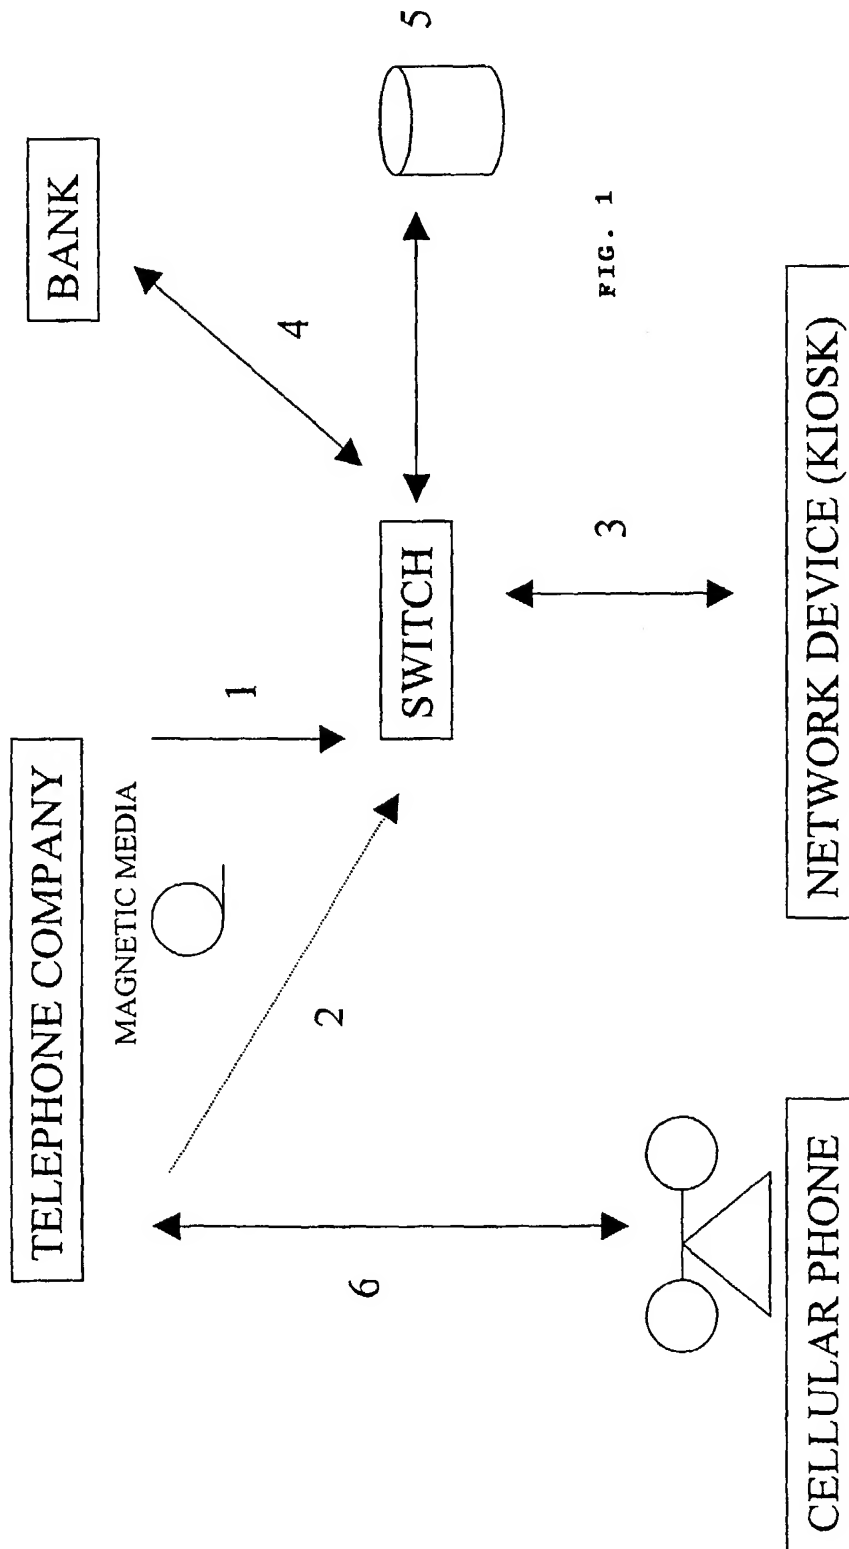 TELEPHONE COMPANY
BANK
MAGNETIC MEDIA
1
4
2
6
SWITCH
5
3
FIG. 1
CELLULAR PHONE
NETWORK DEVICE (KIOSK)